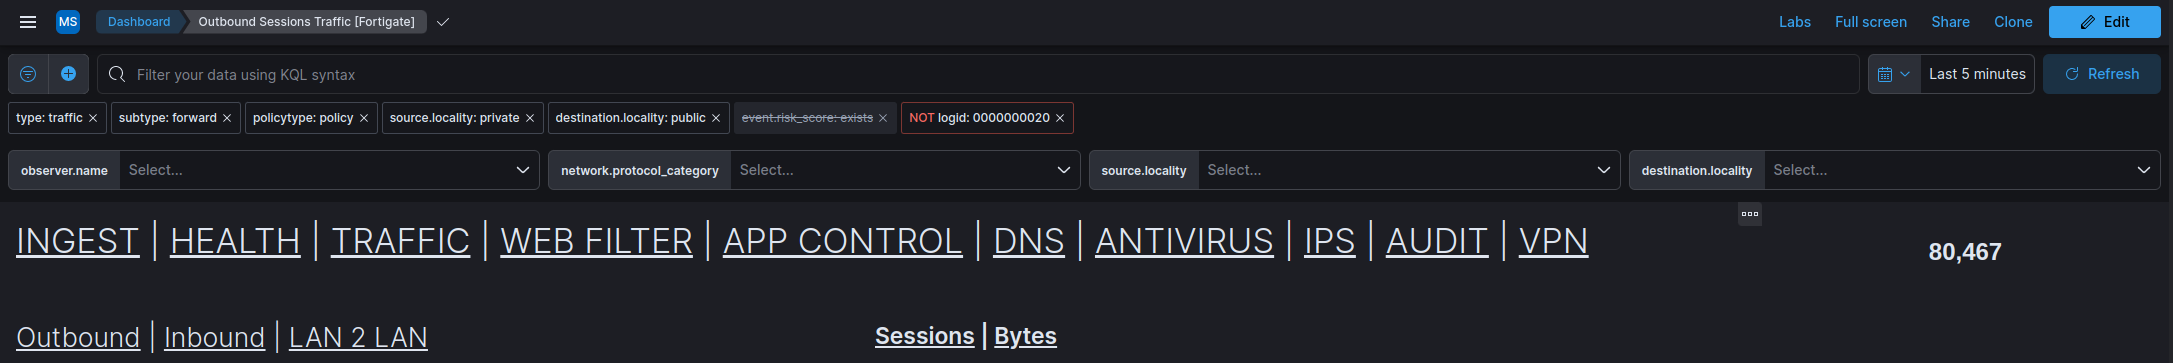 MS Dashboard Outbound Sessions Traffic [Fortigate] Labs Full screen Share Clone Edit
Filter your data using KQL syntax Last 5 minutes Refresh
type: traffic × subtype: forward × policytype: policy × source.locality: private × destination.locality: public × event.risk_score: exists × NOT logid: 0000000020 ×
observer.name Select... network.protocol_category Select... source.locality Select... destination.locality Select...
INGEST | HEALTH | TRAFFIC | WEB FILTER | APP CONTROL | DNS | ANTIVIRUS | IPS | AUDIT | VPN 80,467
Outbound | Inbound | LAN 2 LAN Sessions | Bytes